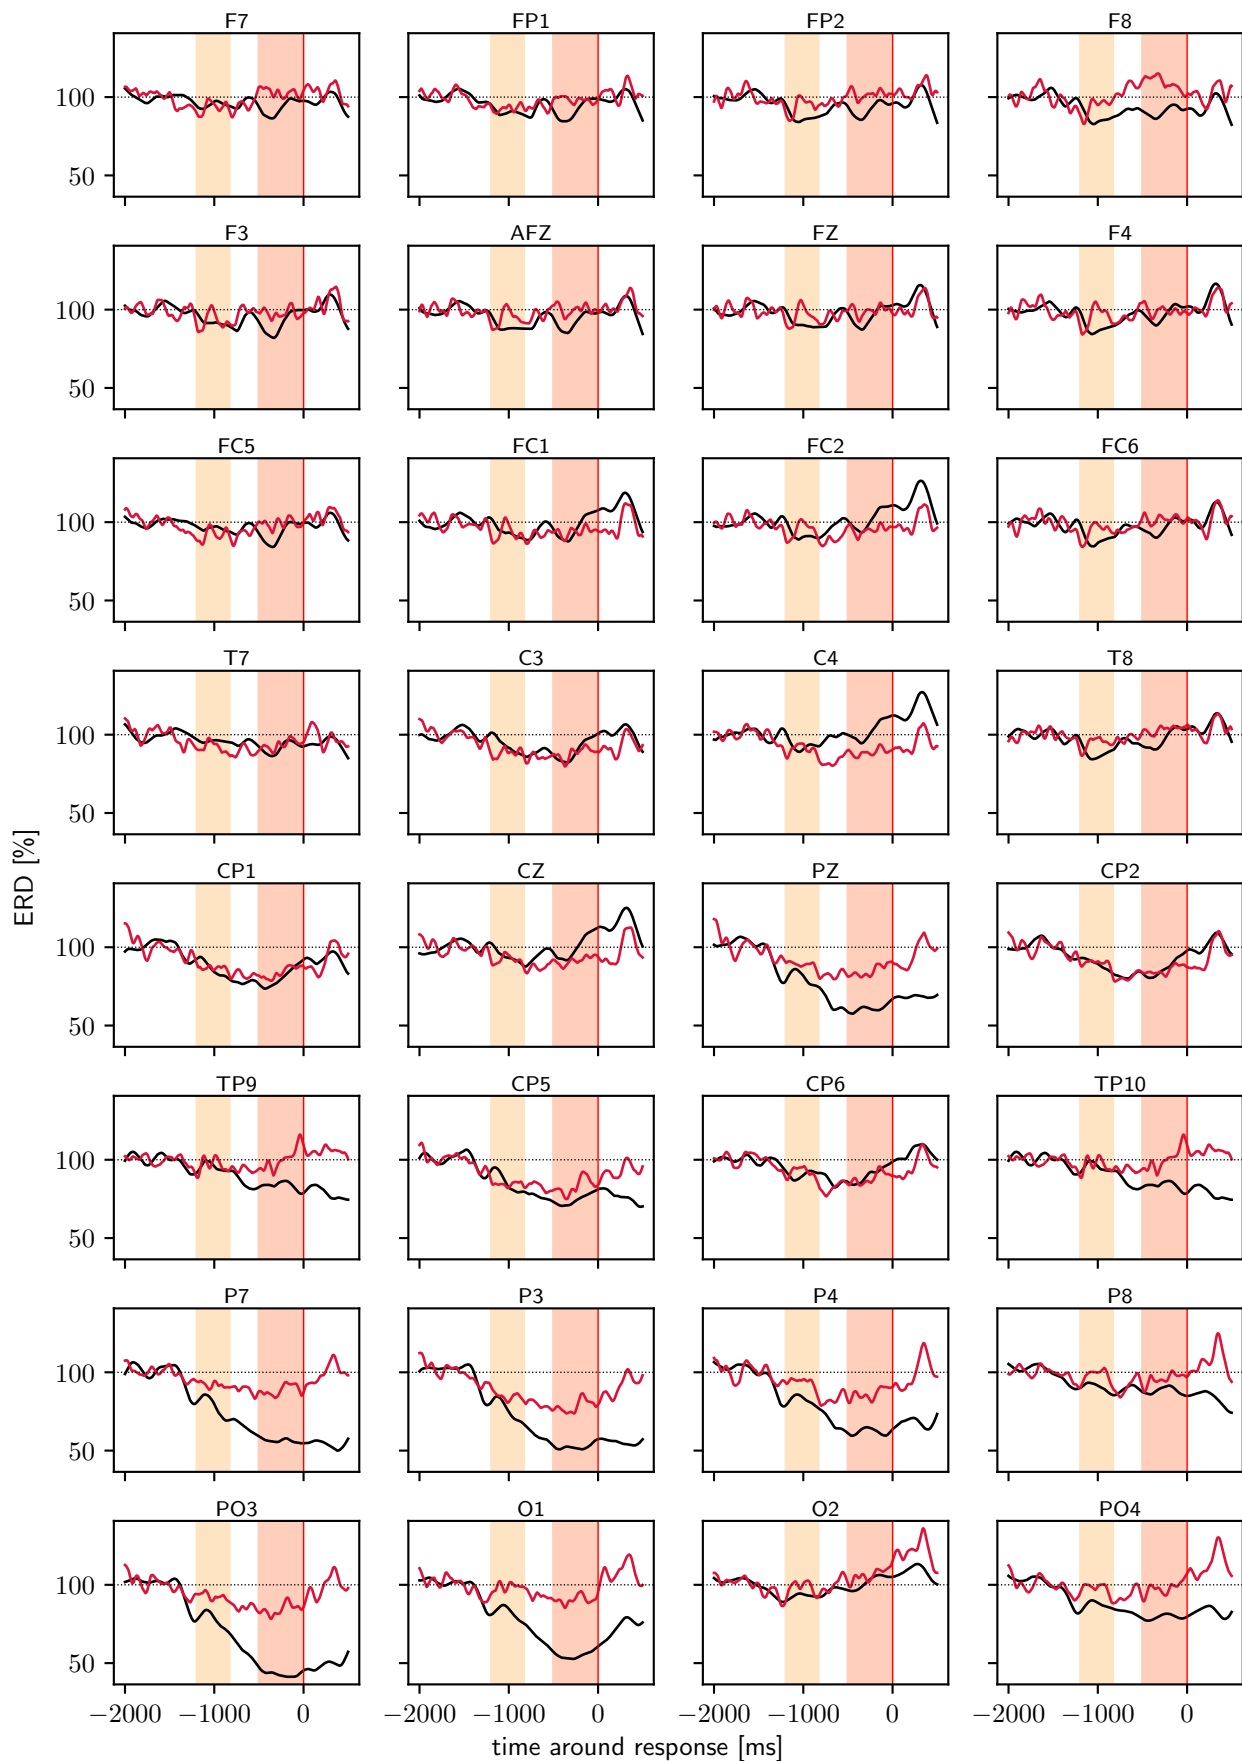 F7 FP1 FP2 F8
100
50
F3 AFZ FZ F4
100
50
FC5 FC1 FC2 FC6
100
50
T7 C3 C4 T8
100
50
CP1 CZ PZ CP2
100
50
TP9 CP5 CP6 TP10
100
50
P7 P3 P4 P8
100
50
PO3 O1 O2 PO4
100
50
−2000 −1000 0 −2000 −1000 0 −2000 −1000 0 −2000 −1000 0
time around response [ms]
ERD [%]